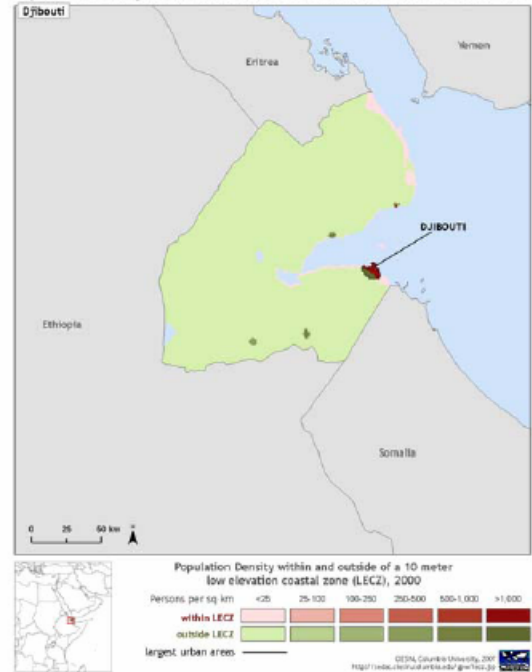 Djibouti
Yemen
Eritrea
DJIBOUTI
Ethiopia
Somalia
0 25 50 km
Population Density within and outside of a 10 meter
low elevation coastal zone (LECZ), 2000
Persons per sq km <25 25-100 100-250 250-500 500-1,000 >1,000
within LECZ
outside LECZ
largest urban areas
CIESIN, Columbia University, 2007